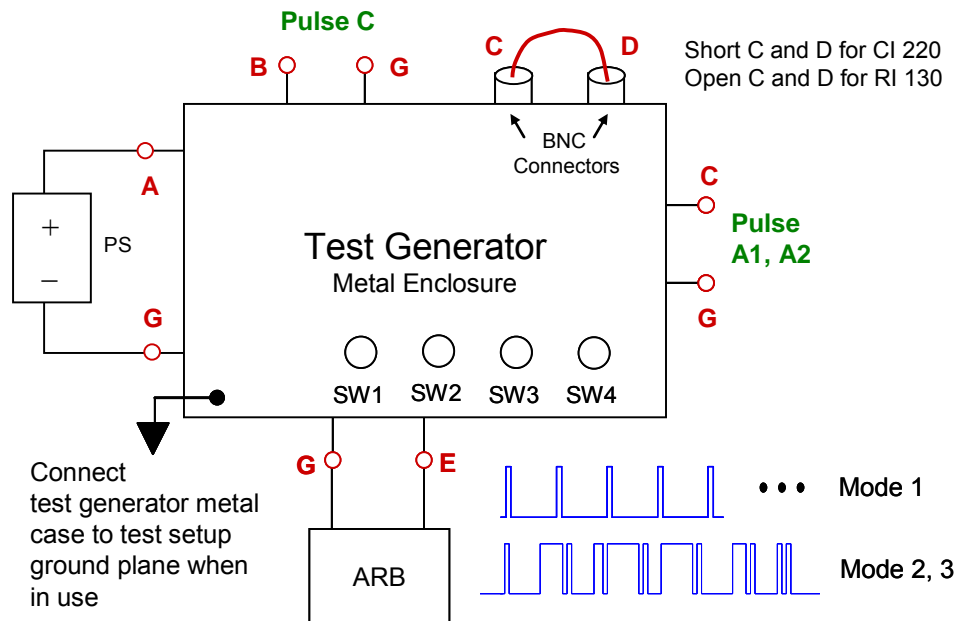 Pulse C
B
G
C
D
Short C and D for CI 220
Open C and D for RI 130
BNC
Connectors
A
+
PS
−
G
C
Pulse
A1, A2
G
Test Generator
Metal Enclosure
SW1
SW2
SW3
SW4
Connect
test generator metal
case to test setup
ground plane when
in use
G
E
ARB
••• Mode 1
Mode 2, 3